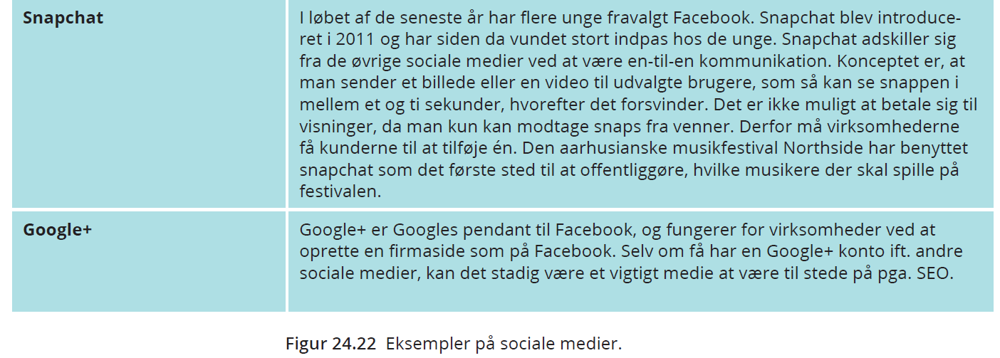 Snapchat
I løbet af de seneste år har flere unge fravalgt Facebook. Snapchat blev introduce-
ret i 2011 og har siden da vundet stort indpas hos de unge. Snapchat adskiller sig
fra de øvrige sociale medier ved at være en-til-en kommunikation. Konceptet er, at
man sender et billede eller en video til udvalgte brugere, som så kan se snappen i
mellem et og ti sekunder, hvorefter det forsvinder. Det er ikke muligt at betale sig til
visninger, da man kun kan modtage snaps fra venner. Derfor må virksomhederne
få kunderne til at tilføje én. Den aarhusianske musikfestival Northside har benyttet
snapchat som det første sted til at offentliggøre, hvilke musikere der skal spille på
festivalen.
Google+
Google+ er Googles pendant til Facebook, og fungerer for virksomheder ved at
oprette en firmaside som på Facebook. Selv om få har en Google+ konto ift. andre
sociale medier, kan det stadig være et vigtigt medie at være til stede på pga. SEO.
Figur 24.22 Eksempler på sociale medier.